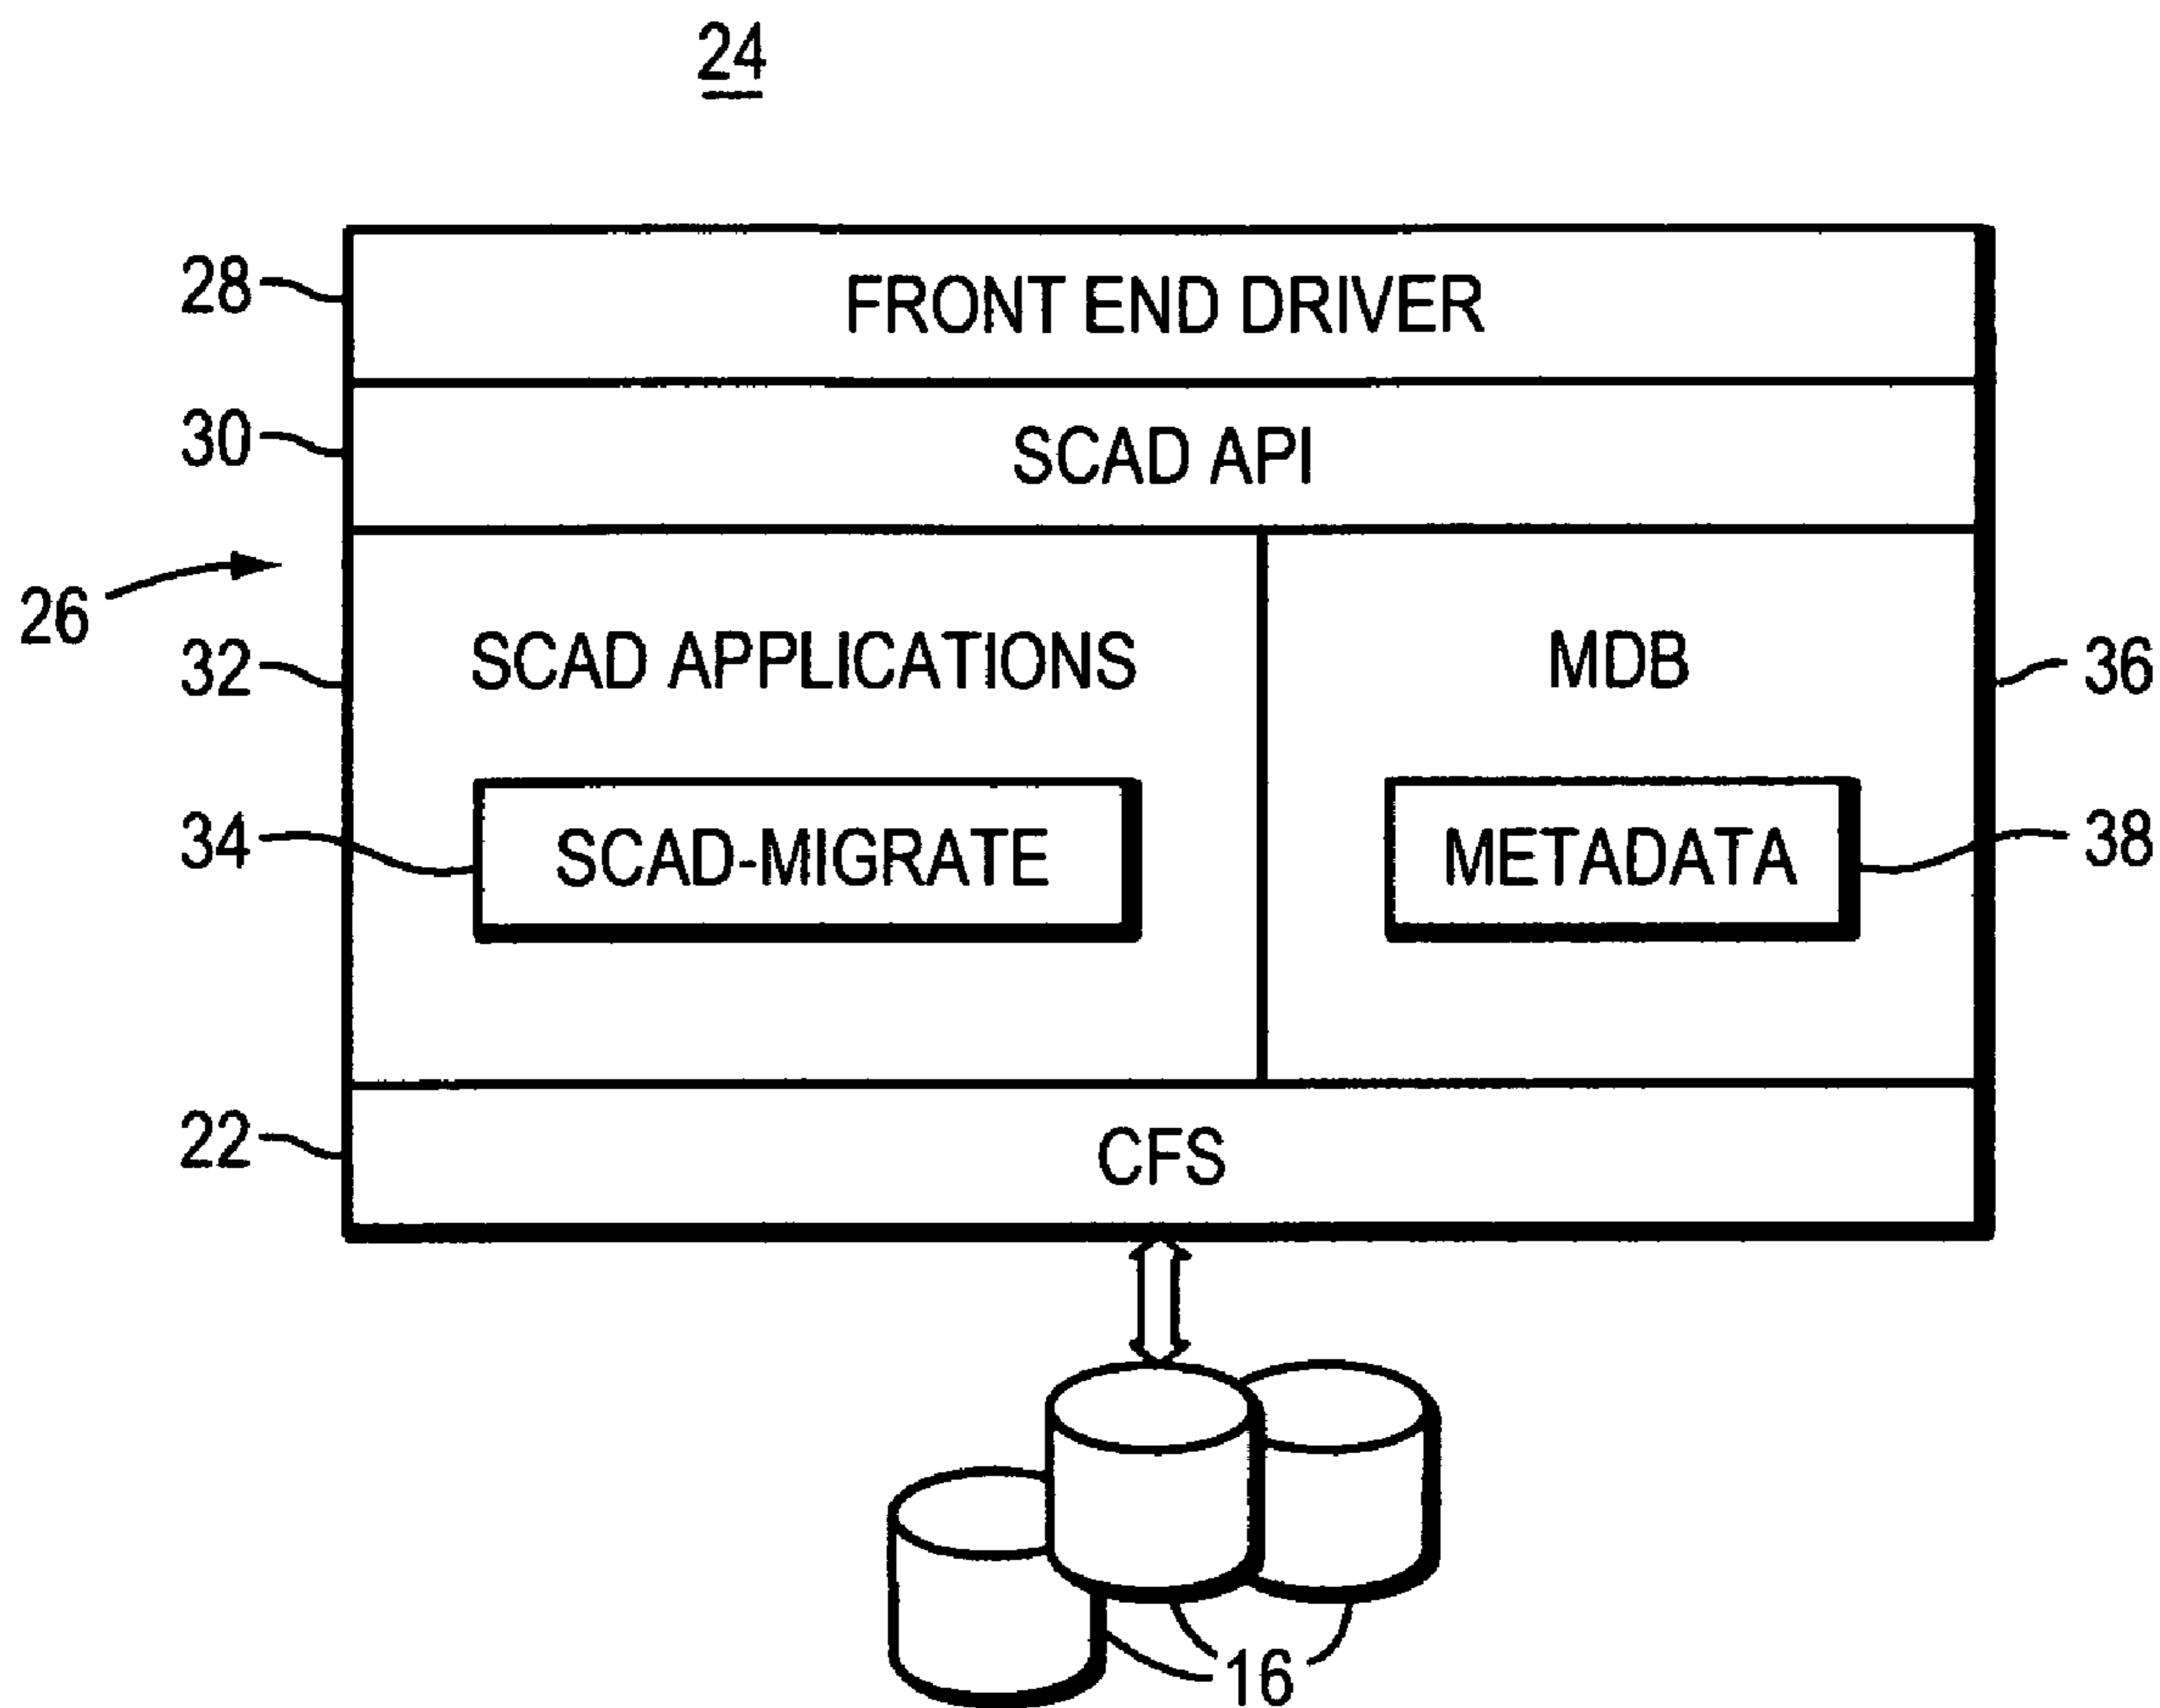 24
28
FRONT END DRIVER
30
SCAD API
26
32
SCAD APPLICATIONS
MDB
36
34
SCAD-MIGRATE
METADATA
38
22
CFS
16